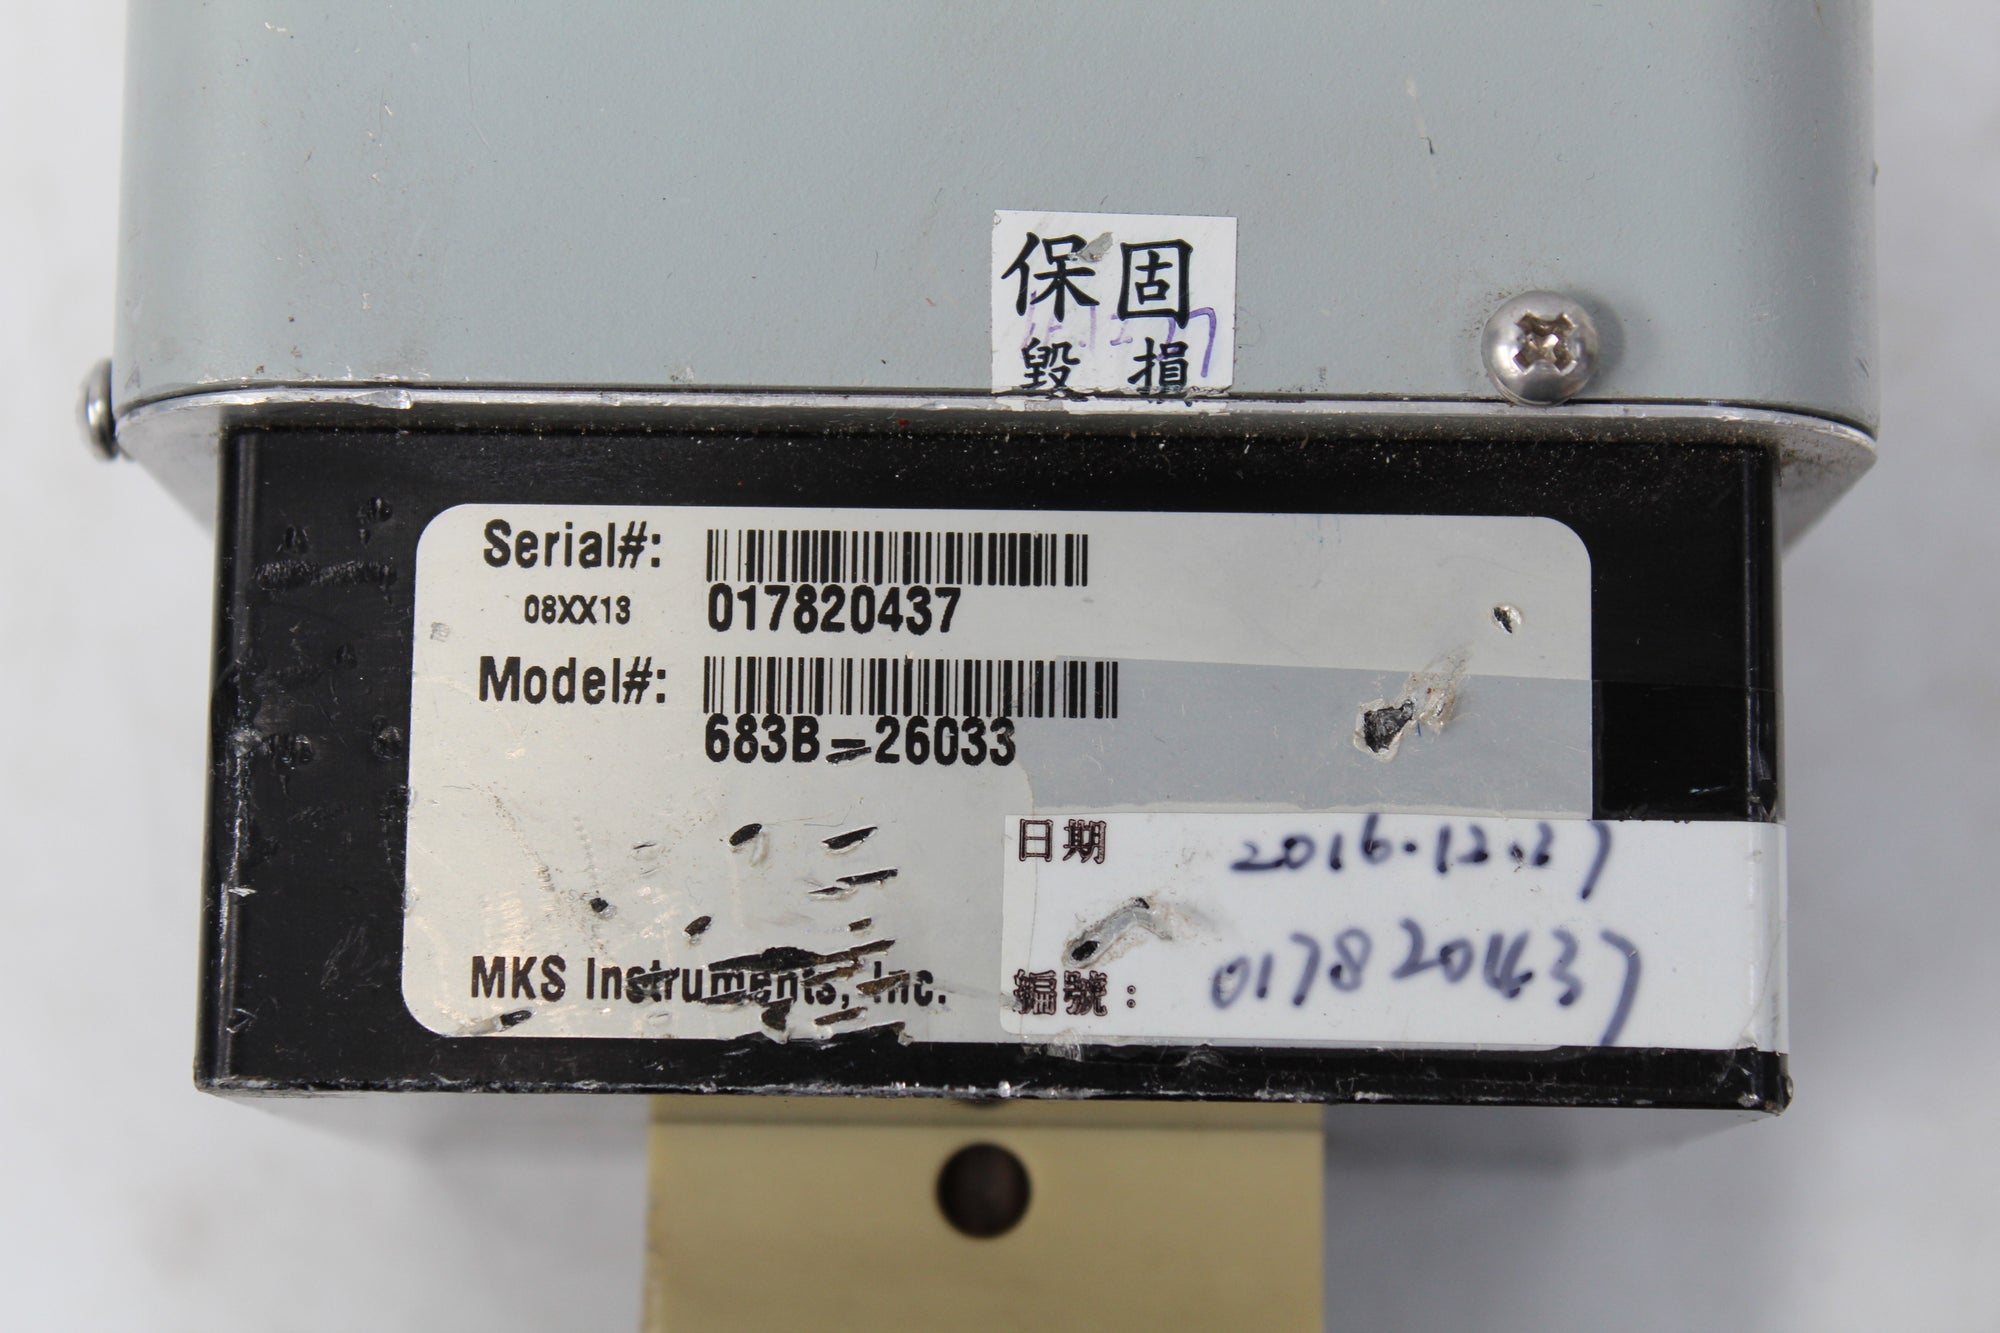 保固
毀損
Serial#:
08XX13
017820437
Model#:
683B-26033
日期 2016.12.27
MKS Instruments, Inc.
編號: 017820437